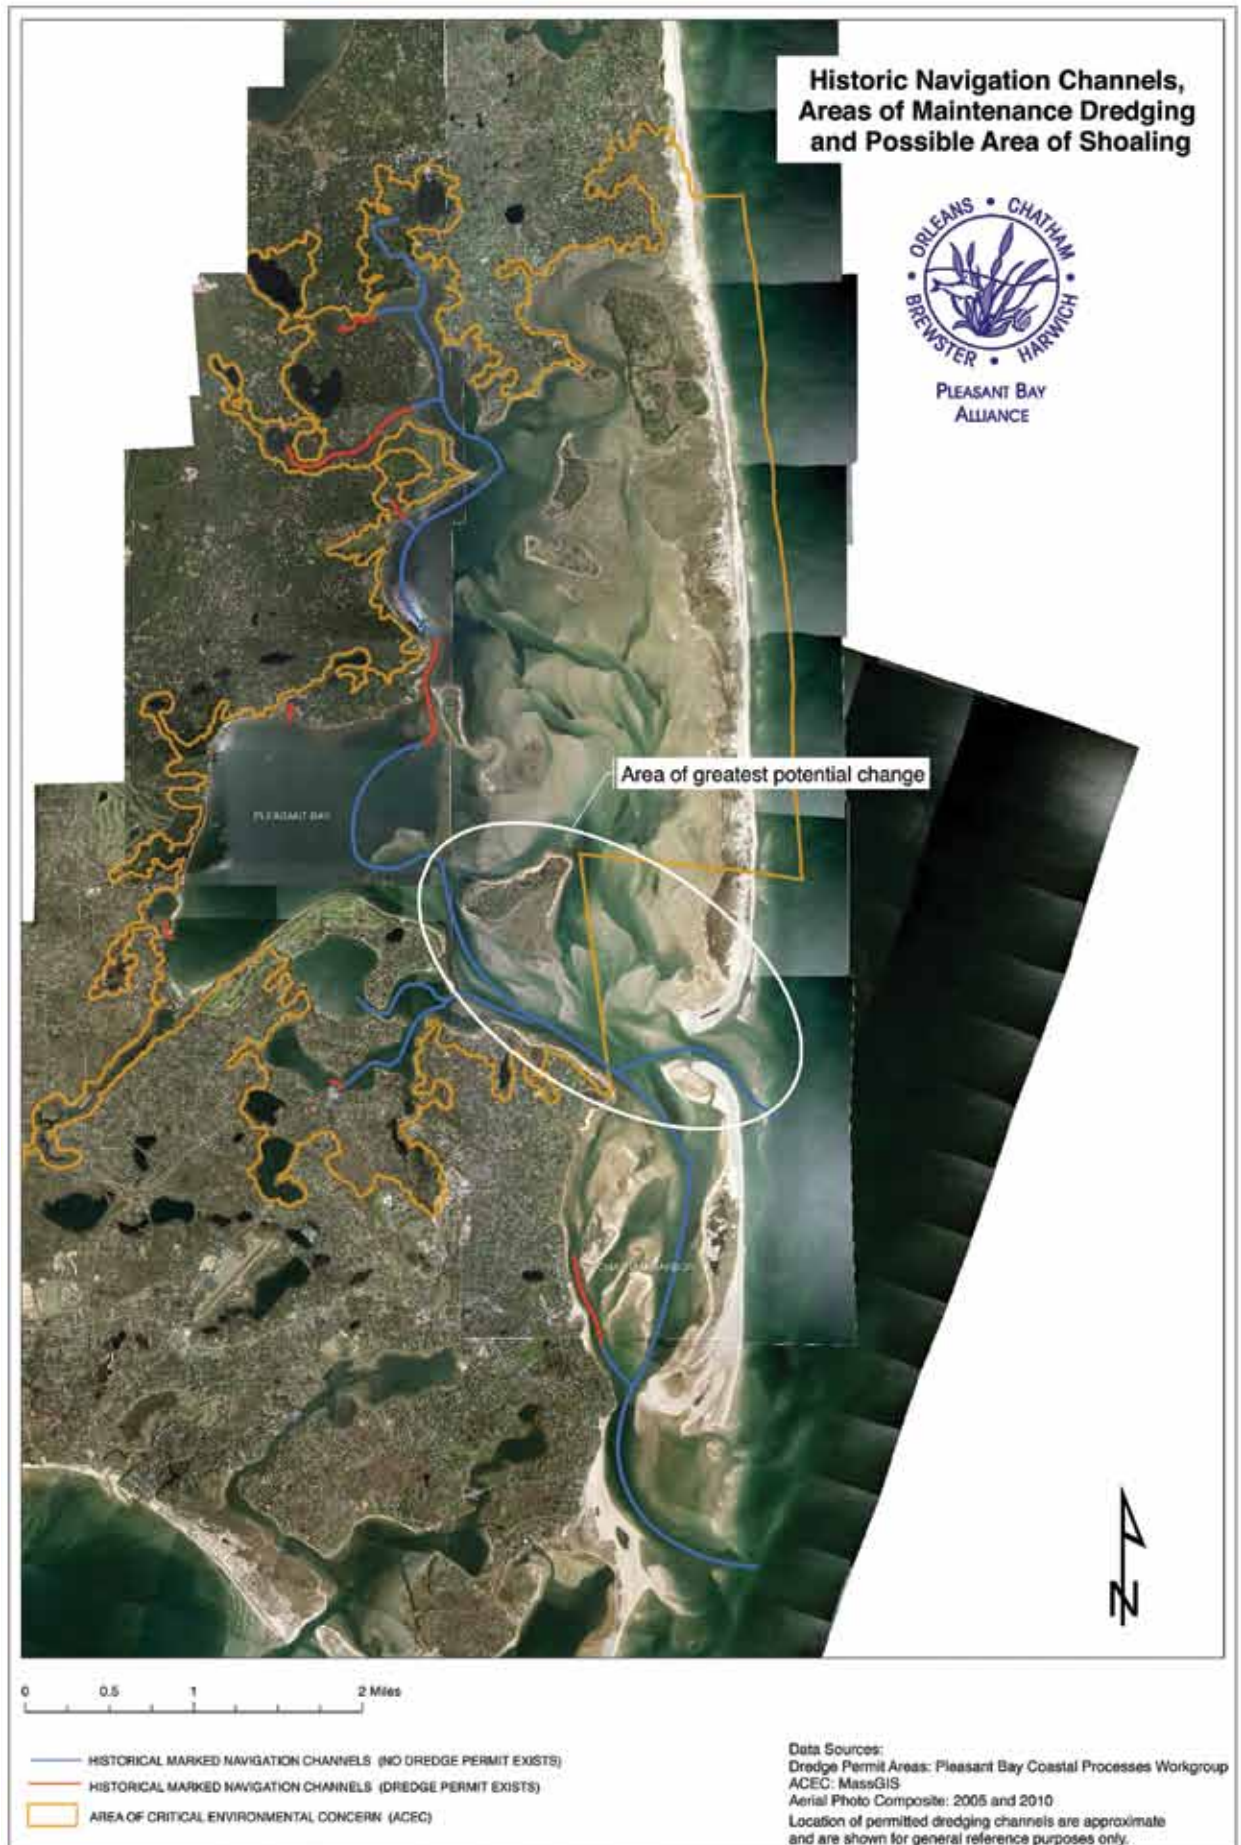 Historic Navigation Channels,
Areas of Maintenance Dredging
and Possible Area of Shoaling
ORLEANS • CHATHAM • HARWICH • BREWSTER •
PLEASANT BAY
ALLIANCE
Area of greatest potential change
PLEASANT BAY
CHATHAM HARBOR
N
0 0.5 1 2 Miles
HISTORICAL MARKED NAVIGATION CHANNELS (NO DREDGE PERMIT EXISTS)
HISTORICAL MARKED NAVIGATION CHANNELS (DREDGE PERMIT EXISTS)
AREA OF CRITICAL ENVIRONMENTAL CONCERN (ACEC)
Data Sources:
Dredge Permit Areas: Pleasant Bay Coastal Processes Workgroup
ACEC: MassGIS
Aerial Photo Composite: 2005 and 2010
Location of permitted dredging channels are approximate
and are shown for general reference purposes only.